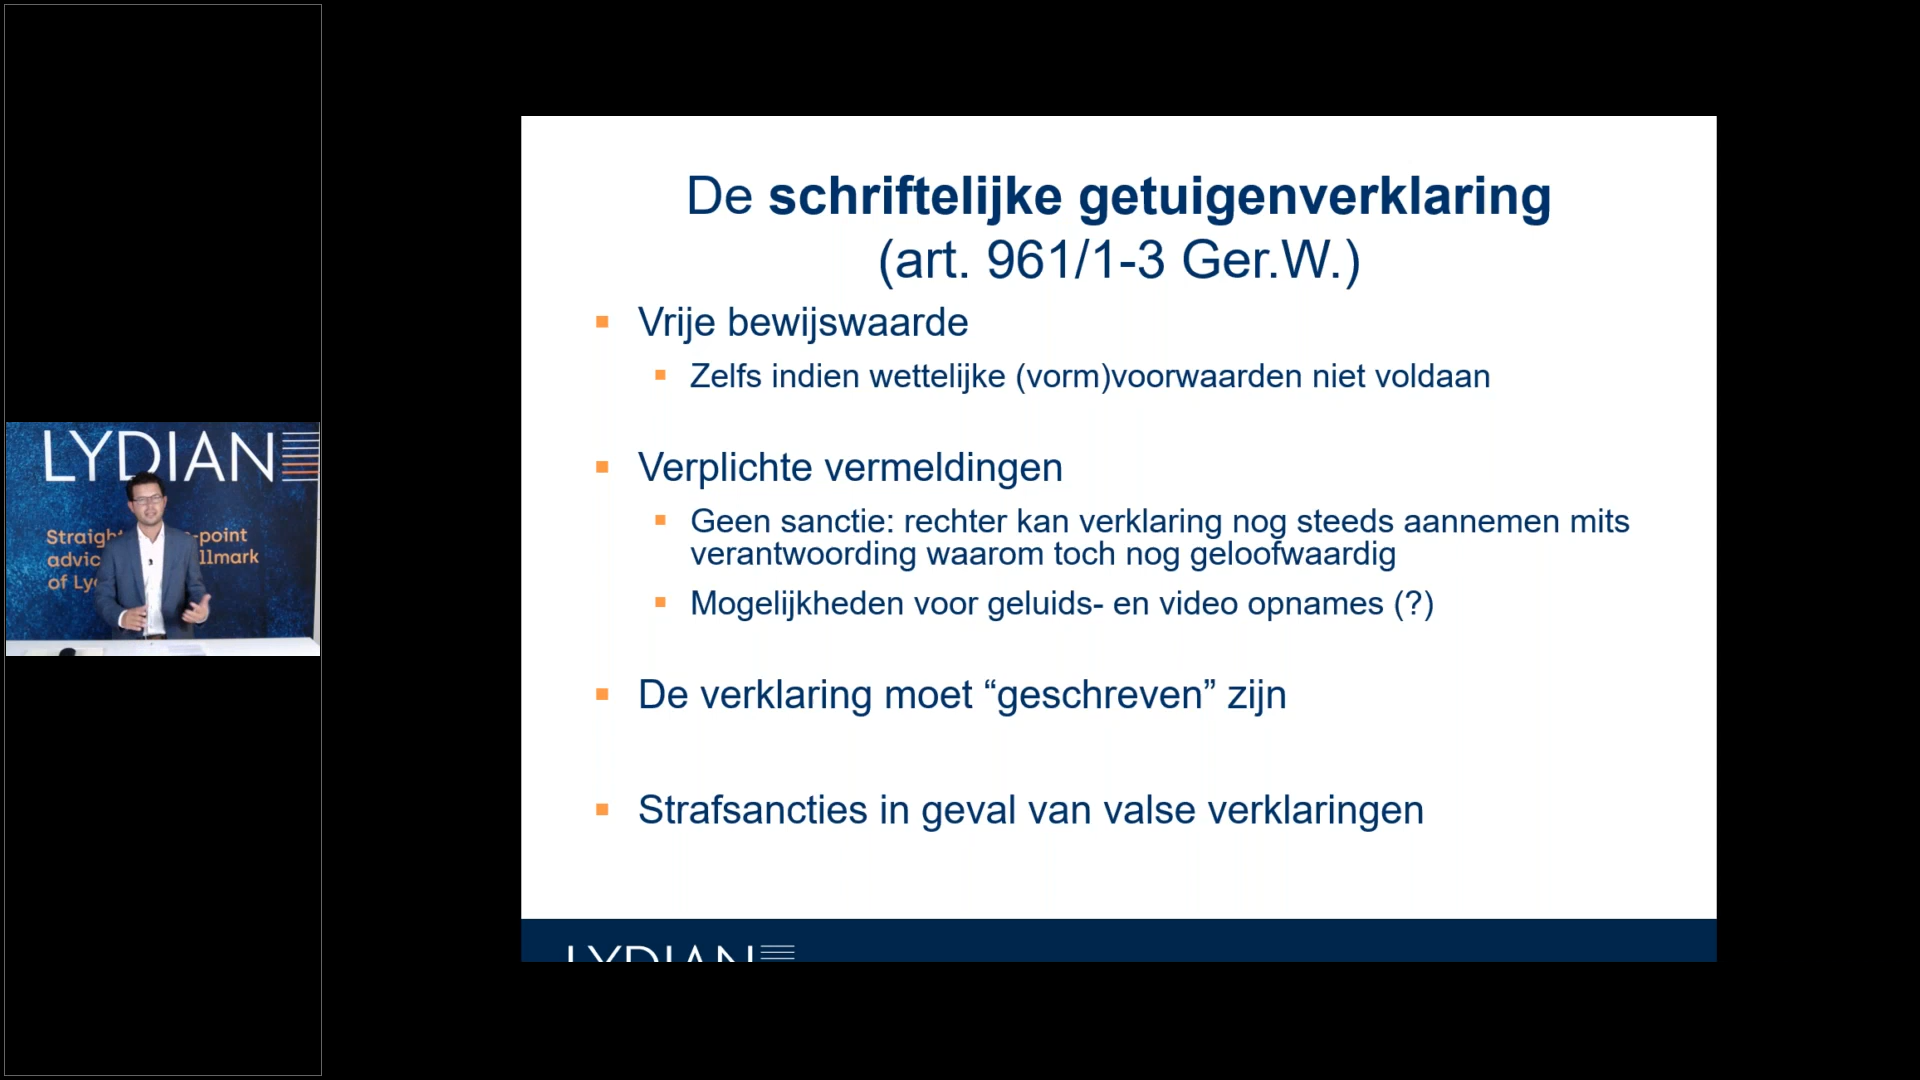 LYDIAN
Straight point
advic llmark
of Ly
De schriftelijke getuigenverklaring
(art. 961/1-3 Ger.W.)
Vrije bewijswaarde
Zelfs indien wettelijke (vorm)voorwaarden niet voldaan
Verplichte vermeldingen
Geen sanctie: rechter kan verklaring nog steeds aannemen mits
verantwoording waarom toch nog geloofwaardig
Mogelijkheden voor geluids- en video opnames (?)
De verklaring moet “geschreven” zijn
Strafsancties in geval van valse verklaringen
LYDIAN